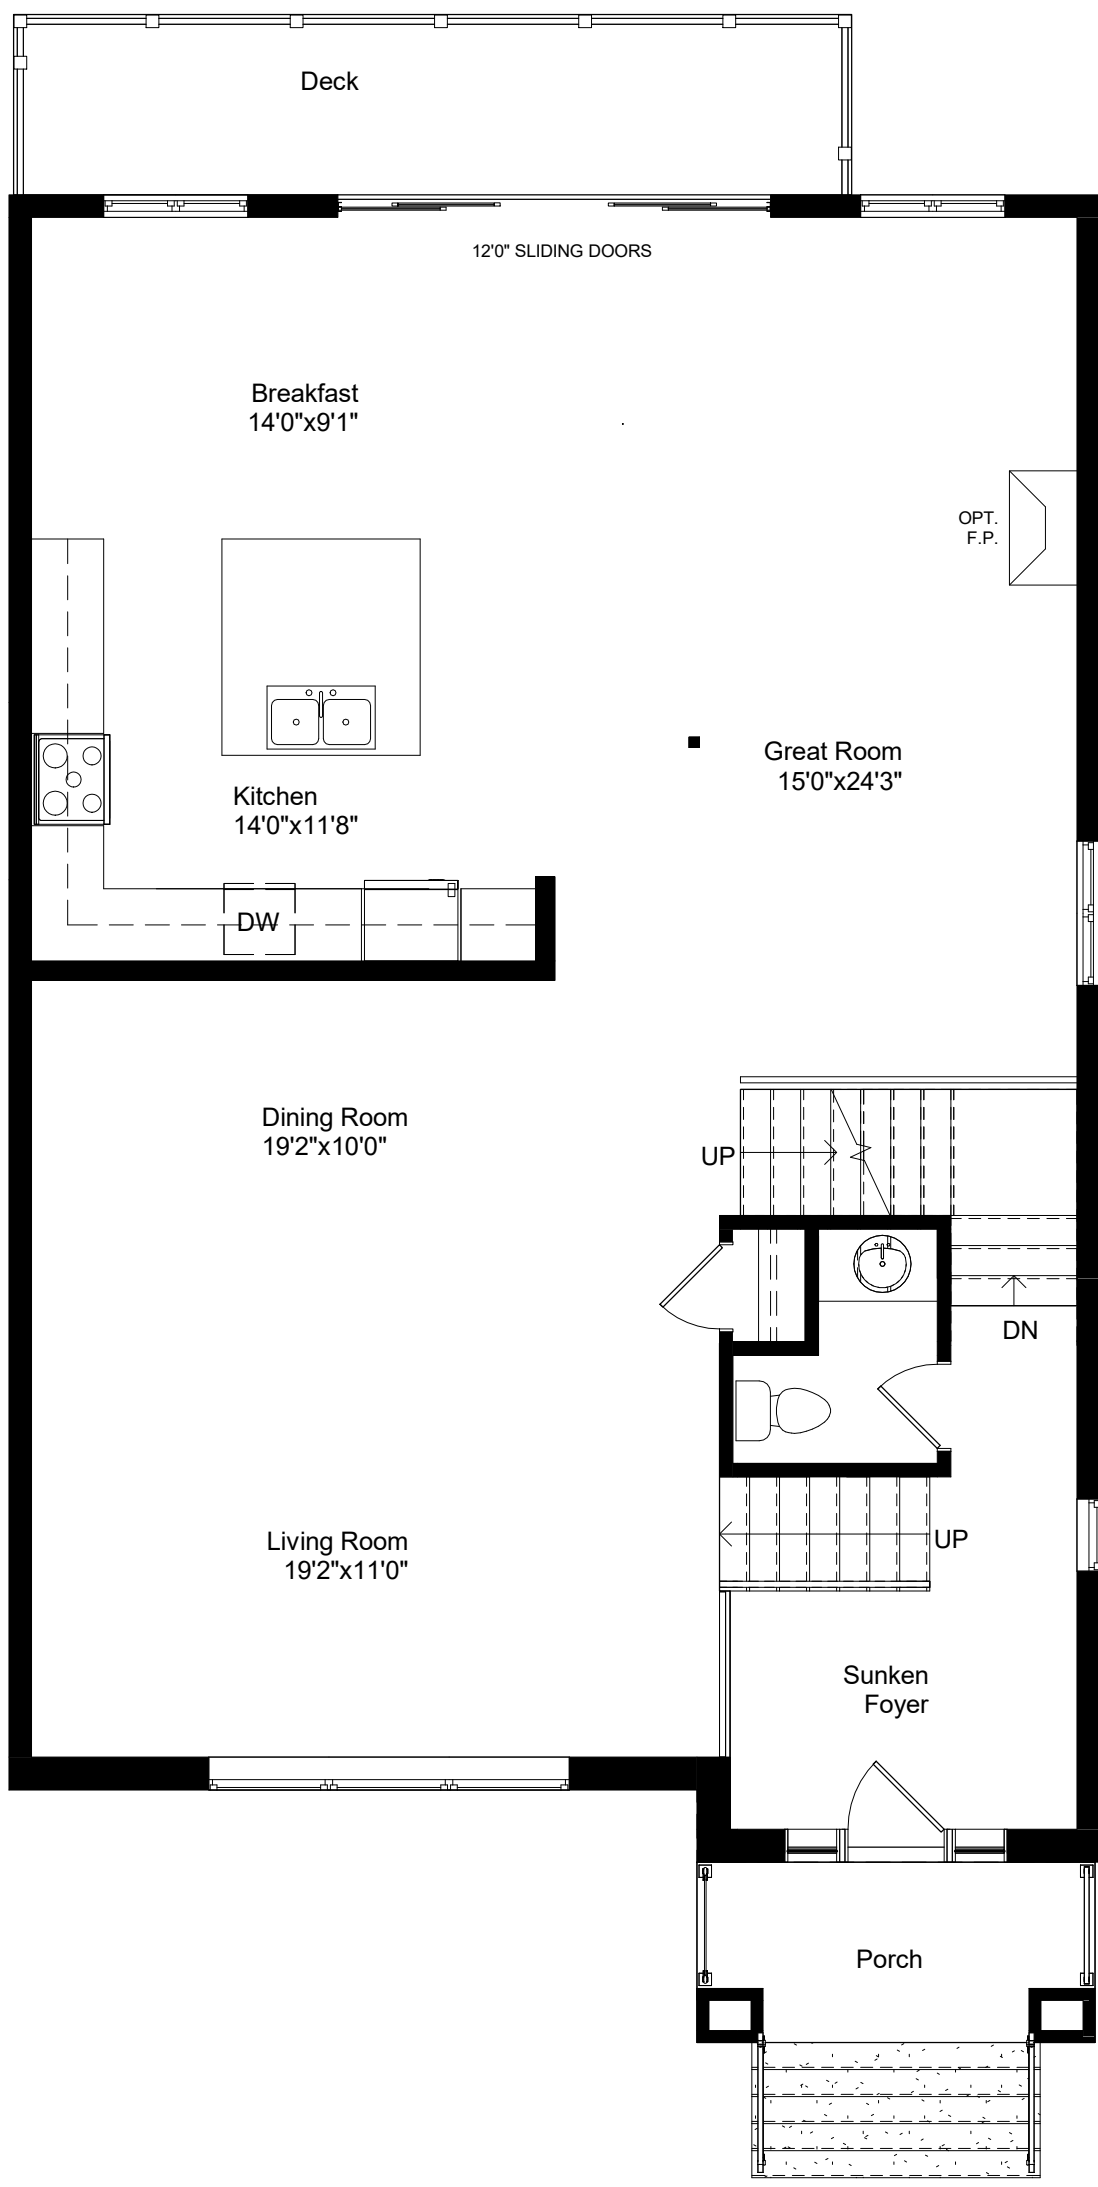 Deck
12'0" SLIDING DOORS
Breakfast
14'0"x9'1"
OPT.
F.P.
Great Room
15'0"x24'3"
Kitchen
14'0"x11'8"
DW
Dining Room
19'2"x10'0"
UP
DN
Living Room
19'2"x11'0"
UP
Sunken
Foyer
Porch